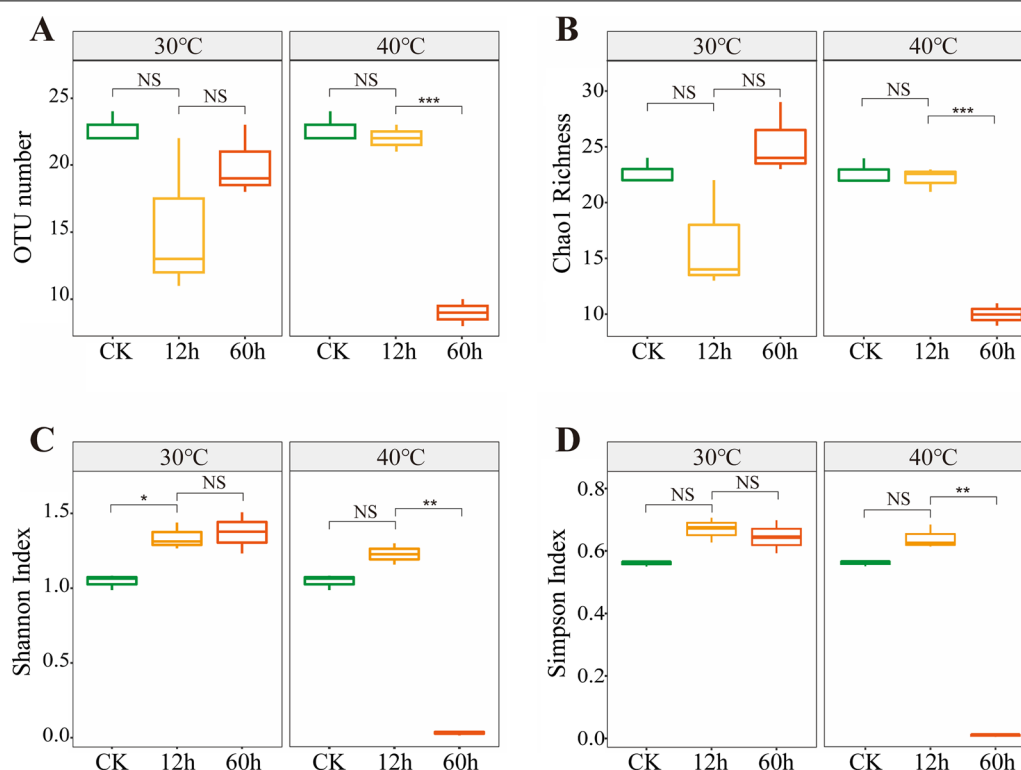 A
30°C
40°C
OTU number
25
20
15
10
NS
NS
NS
***
CK
12h
60h
CK
12h
60h
B
30°C
40°C
Chao1 Richness
30
25
20
15
10
NS
NS
NS
***
CK
12h
60h
CK
12h
60h
C
30°C
40°C
Shannon Index
1.5
1.0
0.5
0.0
*
NS
NS
**
CK
12h
60h
CK
12h
60h
D
30°C
40°C
Simpson Index
0.8
0.6
0.4
0.2
0.0
NS
NS
NS
**
CK
12h
60h
CK
12h
60h